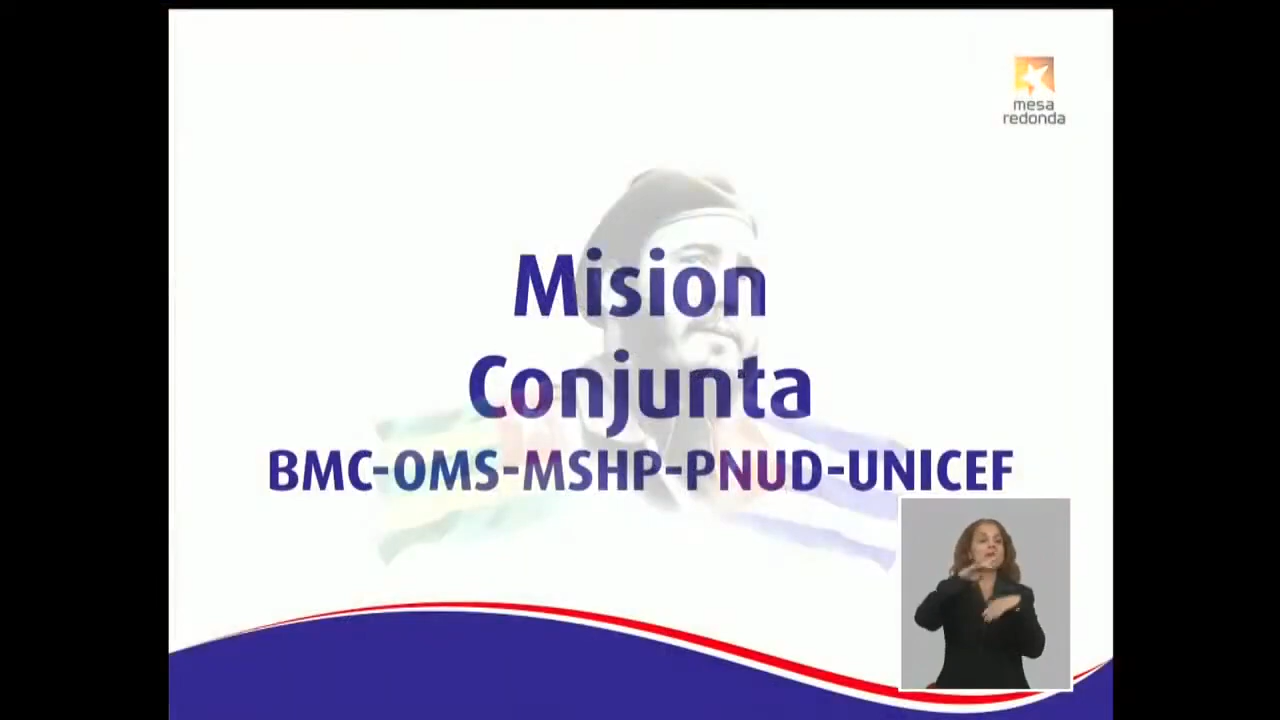 mesa
redonda
Mision
Conjunta
BMC-OMS-MSHP-PNUD-UNICEF